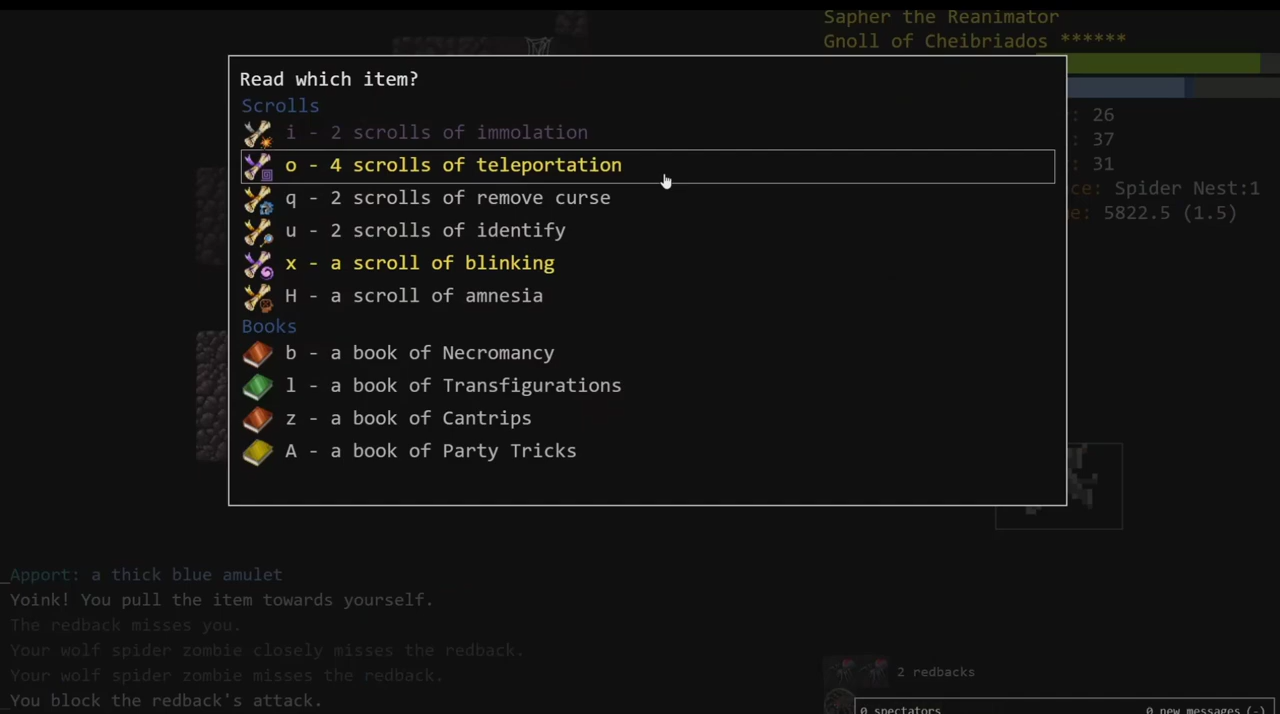 Sapher the Reanimator
Gnoll of Cheibriados ******
Read which item?
Scrolls
i - 2 scrolls of immolation
o - 4 scrolls of teleportation
q - 2 scrolls of remove curse
u - 2 scrolls of identify
x - a scroll of blinking
H - a scroll of amnesia
Books
b - a book of Necromancy
l - a book of Transfigurations
z - a book of Cantrips
A - a book of Party Tricks
: 26
: 37
: 31
ce: Spider Nest:1
e: 5822.5 (1.5)
_Apport: a thick blue amulet
Yoink! You pull the item towards yourself.
The redback misses you.
Your wolf spider zombie closely misses the redback.
Your wolf spider zombie misses the redback.
You block the redback's attack.
2 redbacks
0 spectators
0 new messages (-)